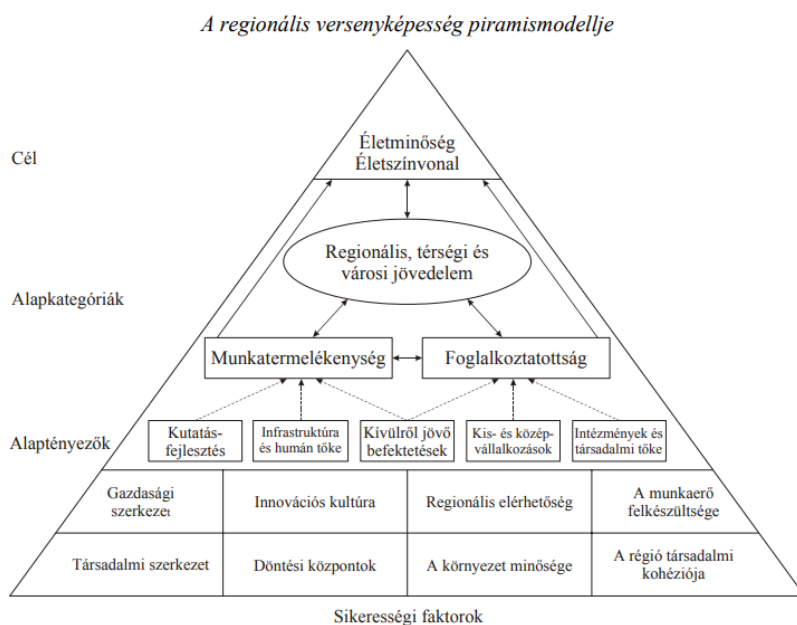 A regionális versenyképesség piramismodellje
Cél
Életminőség
Életszínvonal
Regionális, térségi és
városi jövedelem
Alapkategóriák
Munkatermelékenység
Foglalkoztatottság
Alaptényezők
Kutatás-
fejlesztés
Infrastruktúra
és humán tőke
Kívülről jövő
befektetések
Kis- és közép-
vállalkozások
Intézmények és
társadalmi tőke
Gazdasági
szerkezet
Innovációs kultúra
Regionális elérhetőség
A munkaerő
felkészültsége
Társadalmi szerkezet
Döntési központok
A környezet minősége
A régió társadalmi
kohéziója
Sikerességi faktorok